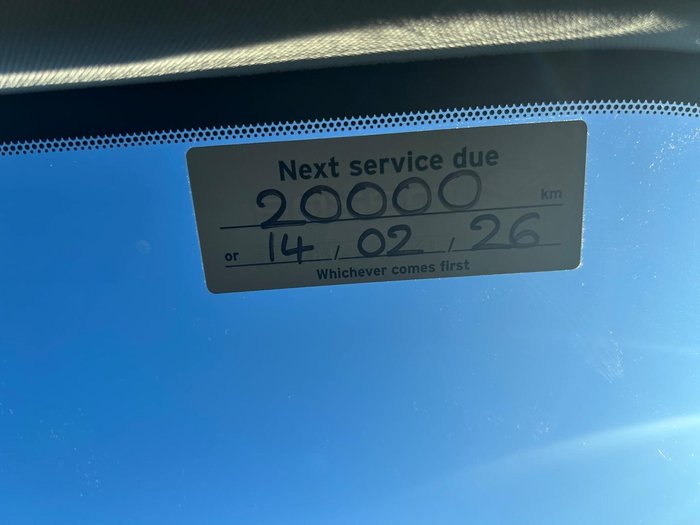 Next service due
20000 km
or 14 / 02 / 26
Whichever comes first